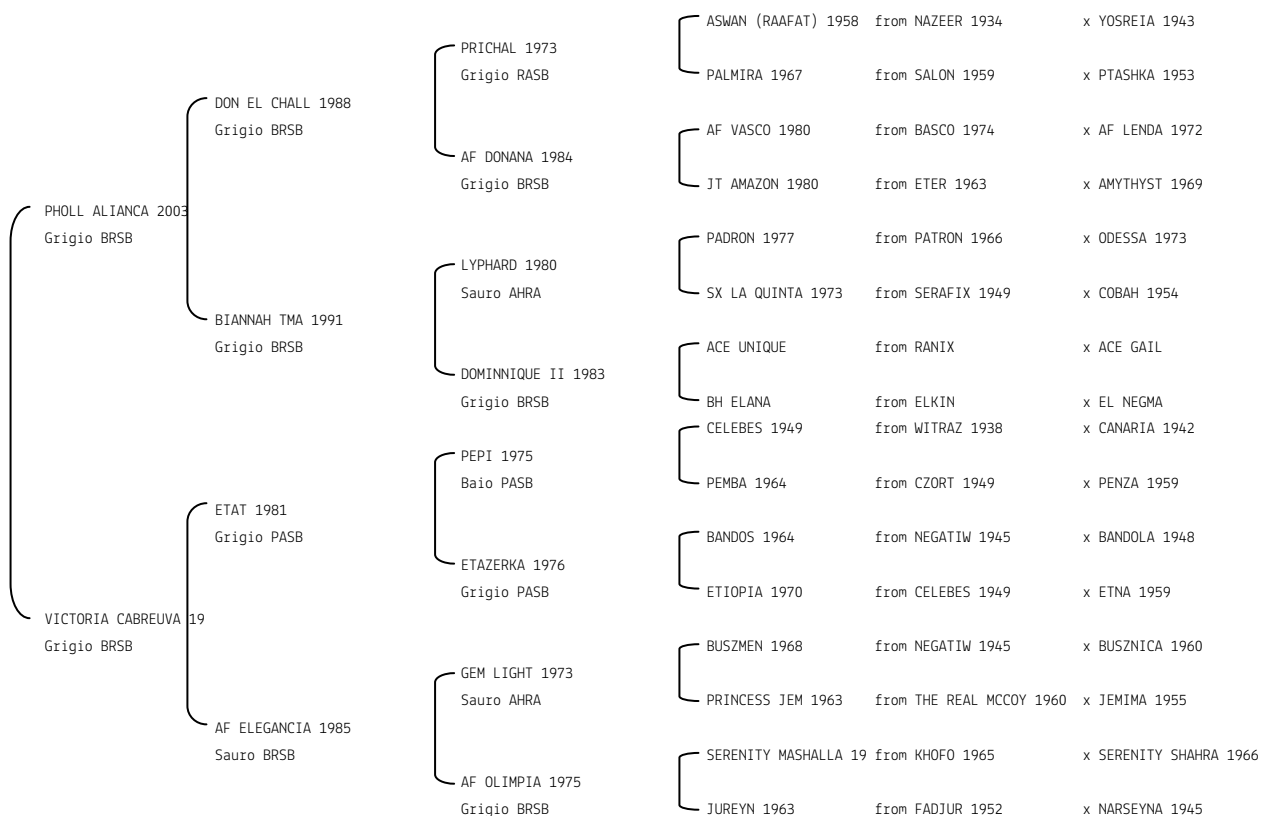 ASWAN (RAAFAT) 1958 from NAZEER 1934 x YOSREIA 1943
PRICHAL 1973
Grigio RASB
PALMIRA 1967 from SALON 1959 x PTASHKA 1953
DON EL CHALL 1988
Grigio BRSB
AF VASCO 1980 from BASCO 1974 x AF LENDA 1972
AF DONANA 1984
Grigio BRSB
JT AMAZON 1980 from ETER 1963 x AMYTHYST 1969
PHOLL ALIANCA 2003
Grigio BRSB
PADRON 1977 from PATRON 1966 x ODESSA 1973
LYPHARD 1980
Sauro AHRA
SX LA QUINTA 1973 from SERAFIX 1949 x COBAH 1954
BIANNAH TMA 1991
Grigio BRSB
ACE UNIQUE from RANIX x ACE GAIL
DOMINNIQUE II 1983
Grigio BRSB
BH ELANA from ELKIN x EL NEGMA
CELEBES 1949 from WITRAZ 1938 x CANARIA 1942
PEPI 1975
Baio PASB
PEMBA 1964 from CZORT 1949 x PENZA 1959
ETAT 1981
Grigio PASB
BANDOS 1964 from NEGATIW 1945 x BANDOLA 1948
ETAZERKA 1976
Grigio PASB
ETIOPIA 1970 from CELEBES 1949 x ETNA 1959
VICTORIA CABREUVA 19
Grigio BRSB
BUSZMEN 1968 from NEGATIW 1945 x BUSZNICA 1960
GEM LIGHT 1973
Sauro AHRA
PRINCESS JEM 1963 from THE REAL MCCOY 1960 x JEMIMA 1955
AF ELEGANCIA 1985
Sauro BRSB
SERENITY MASHALLA 19 from KHOFO 1965 x SERENITY SHAHRA 1966
AF OLIMPIA 1975
Grigio BRSB
JUREYN 1963 from FADJUR 1952 x NARSEYNA 1945